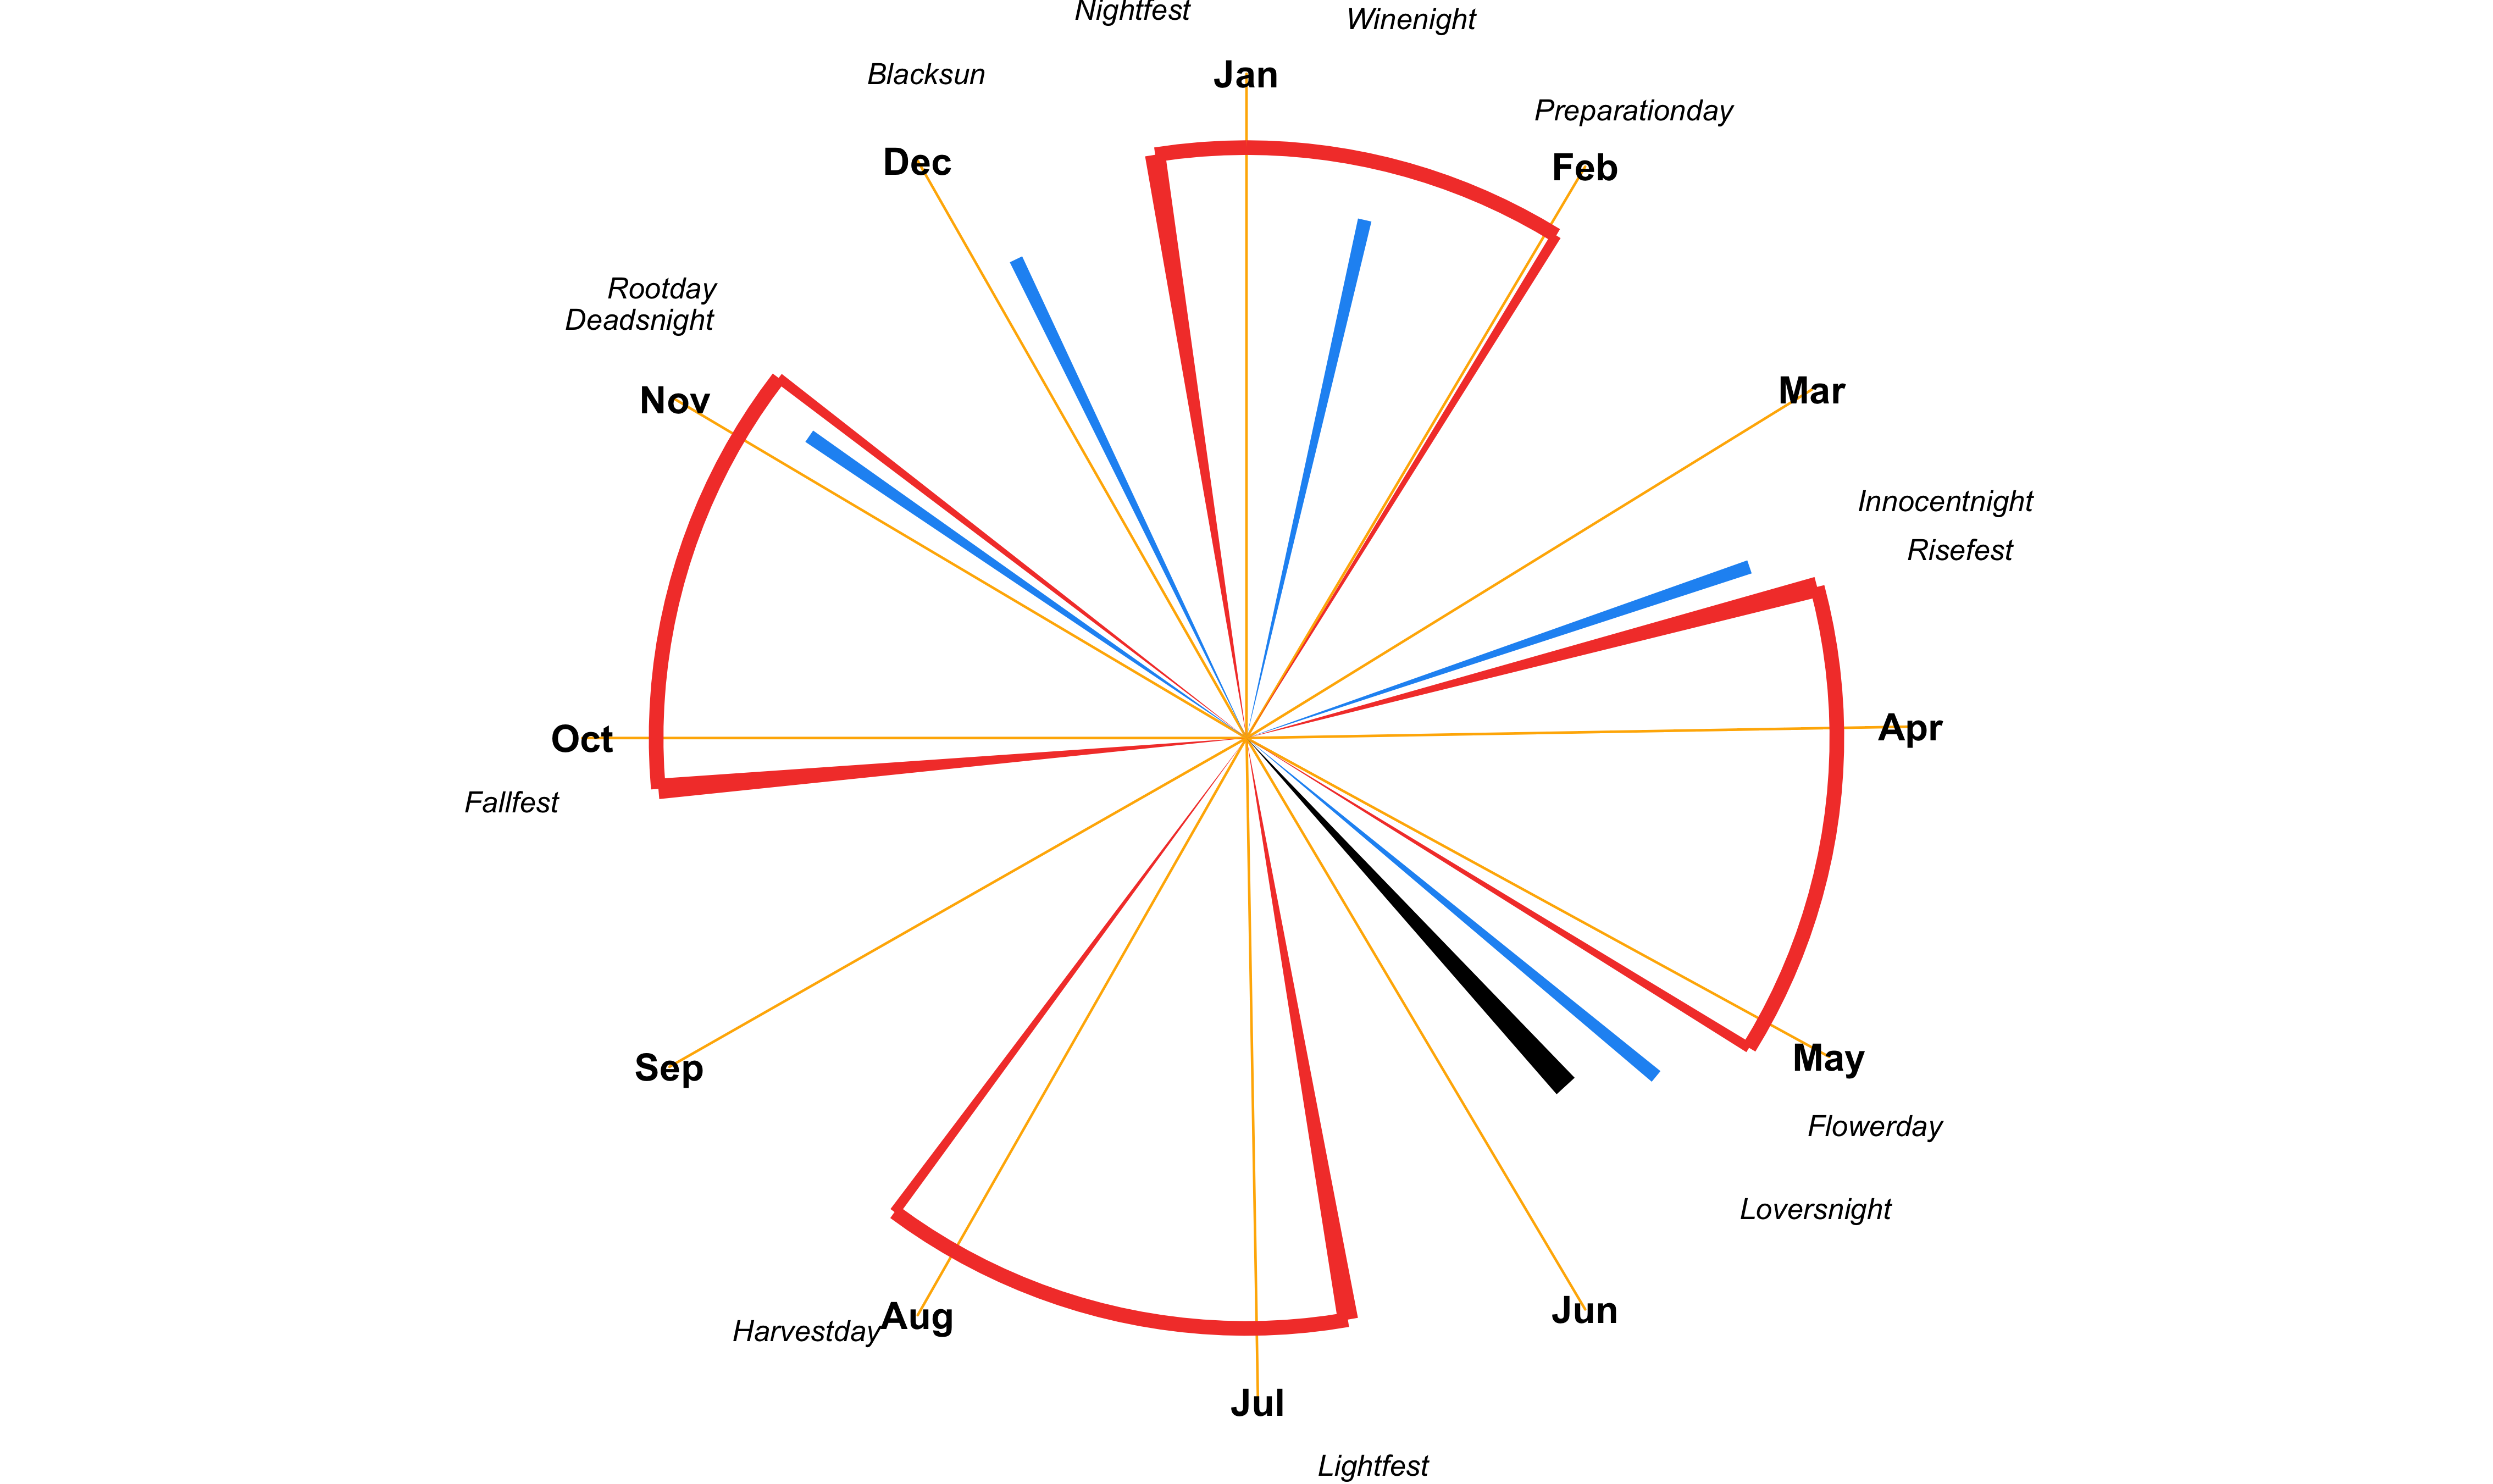 Nightfest
Winenight
Blacksun
Jan
Preparationday
Dec
Feb
Rootday
Deadsnight
Nov
Mar
Innocentnight
Risefest
Oct
Apr
Fallfest
May
Sep
Flowerday
Loversnight
Harvestday
Aug
Jun
Jul
Lightfest